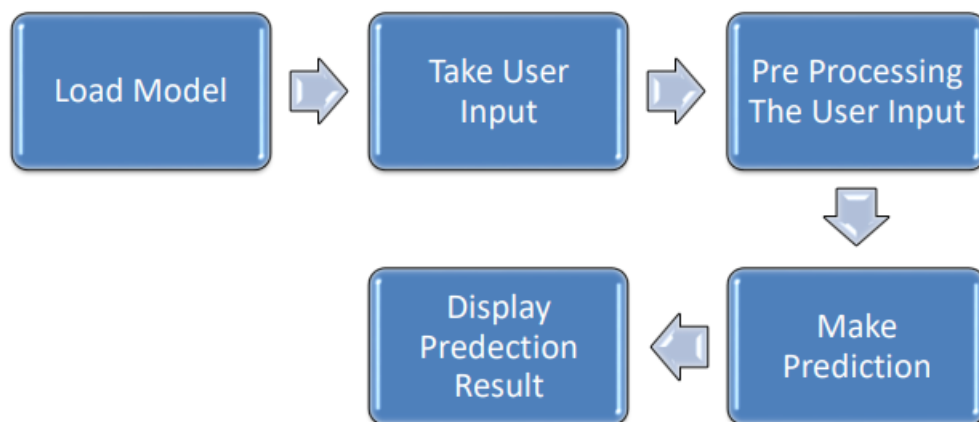 Load Model
Take User
Input
Pre Processing
The User Input
Make
Prediction
Display
Predection
Result